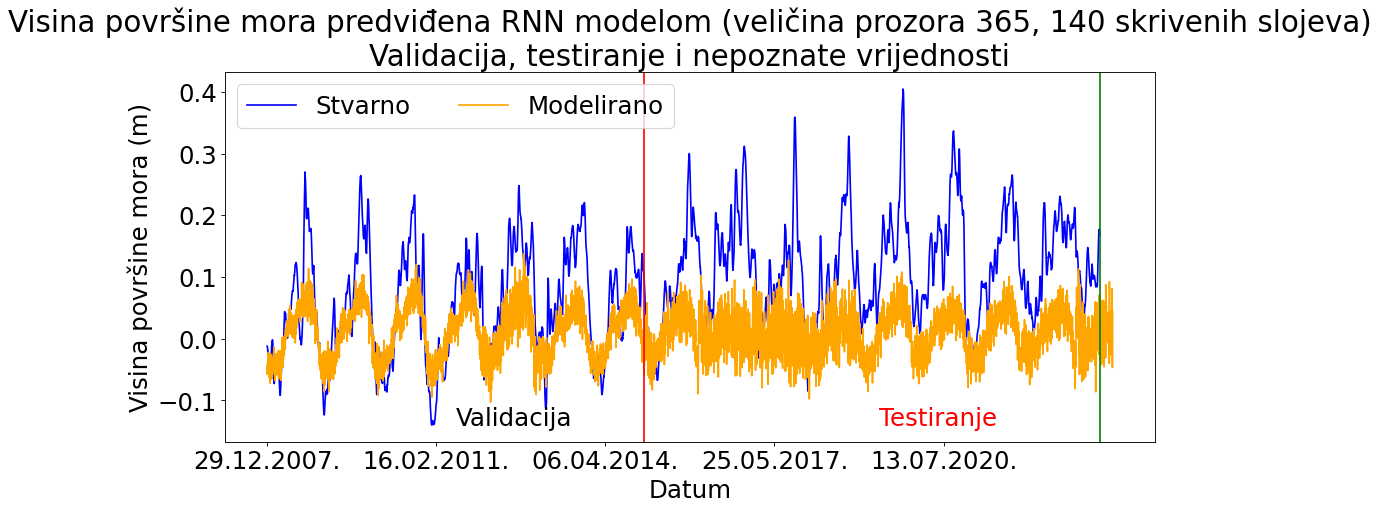 Visina površine mora predviđena RNN modelom (veličina prozora 365, 140 skrivenih slojeva)
Validacija, testiranje i nepoznate vrijednosti
Stvarno Modelirano
Visina površine mora (m)
0.4
0.3
0.2
0.1
0.0
−0.1
Validacija Testiranje
29.12.2007. 16.02.2011. 06.04.2014. 25.05.2017. 13.07.2020.
Datum